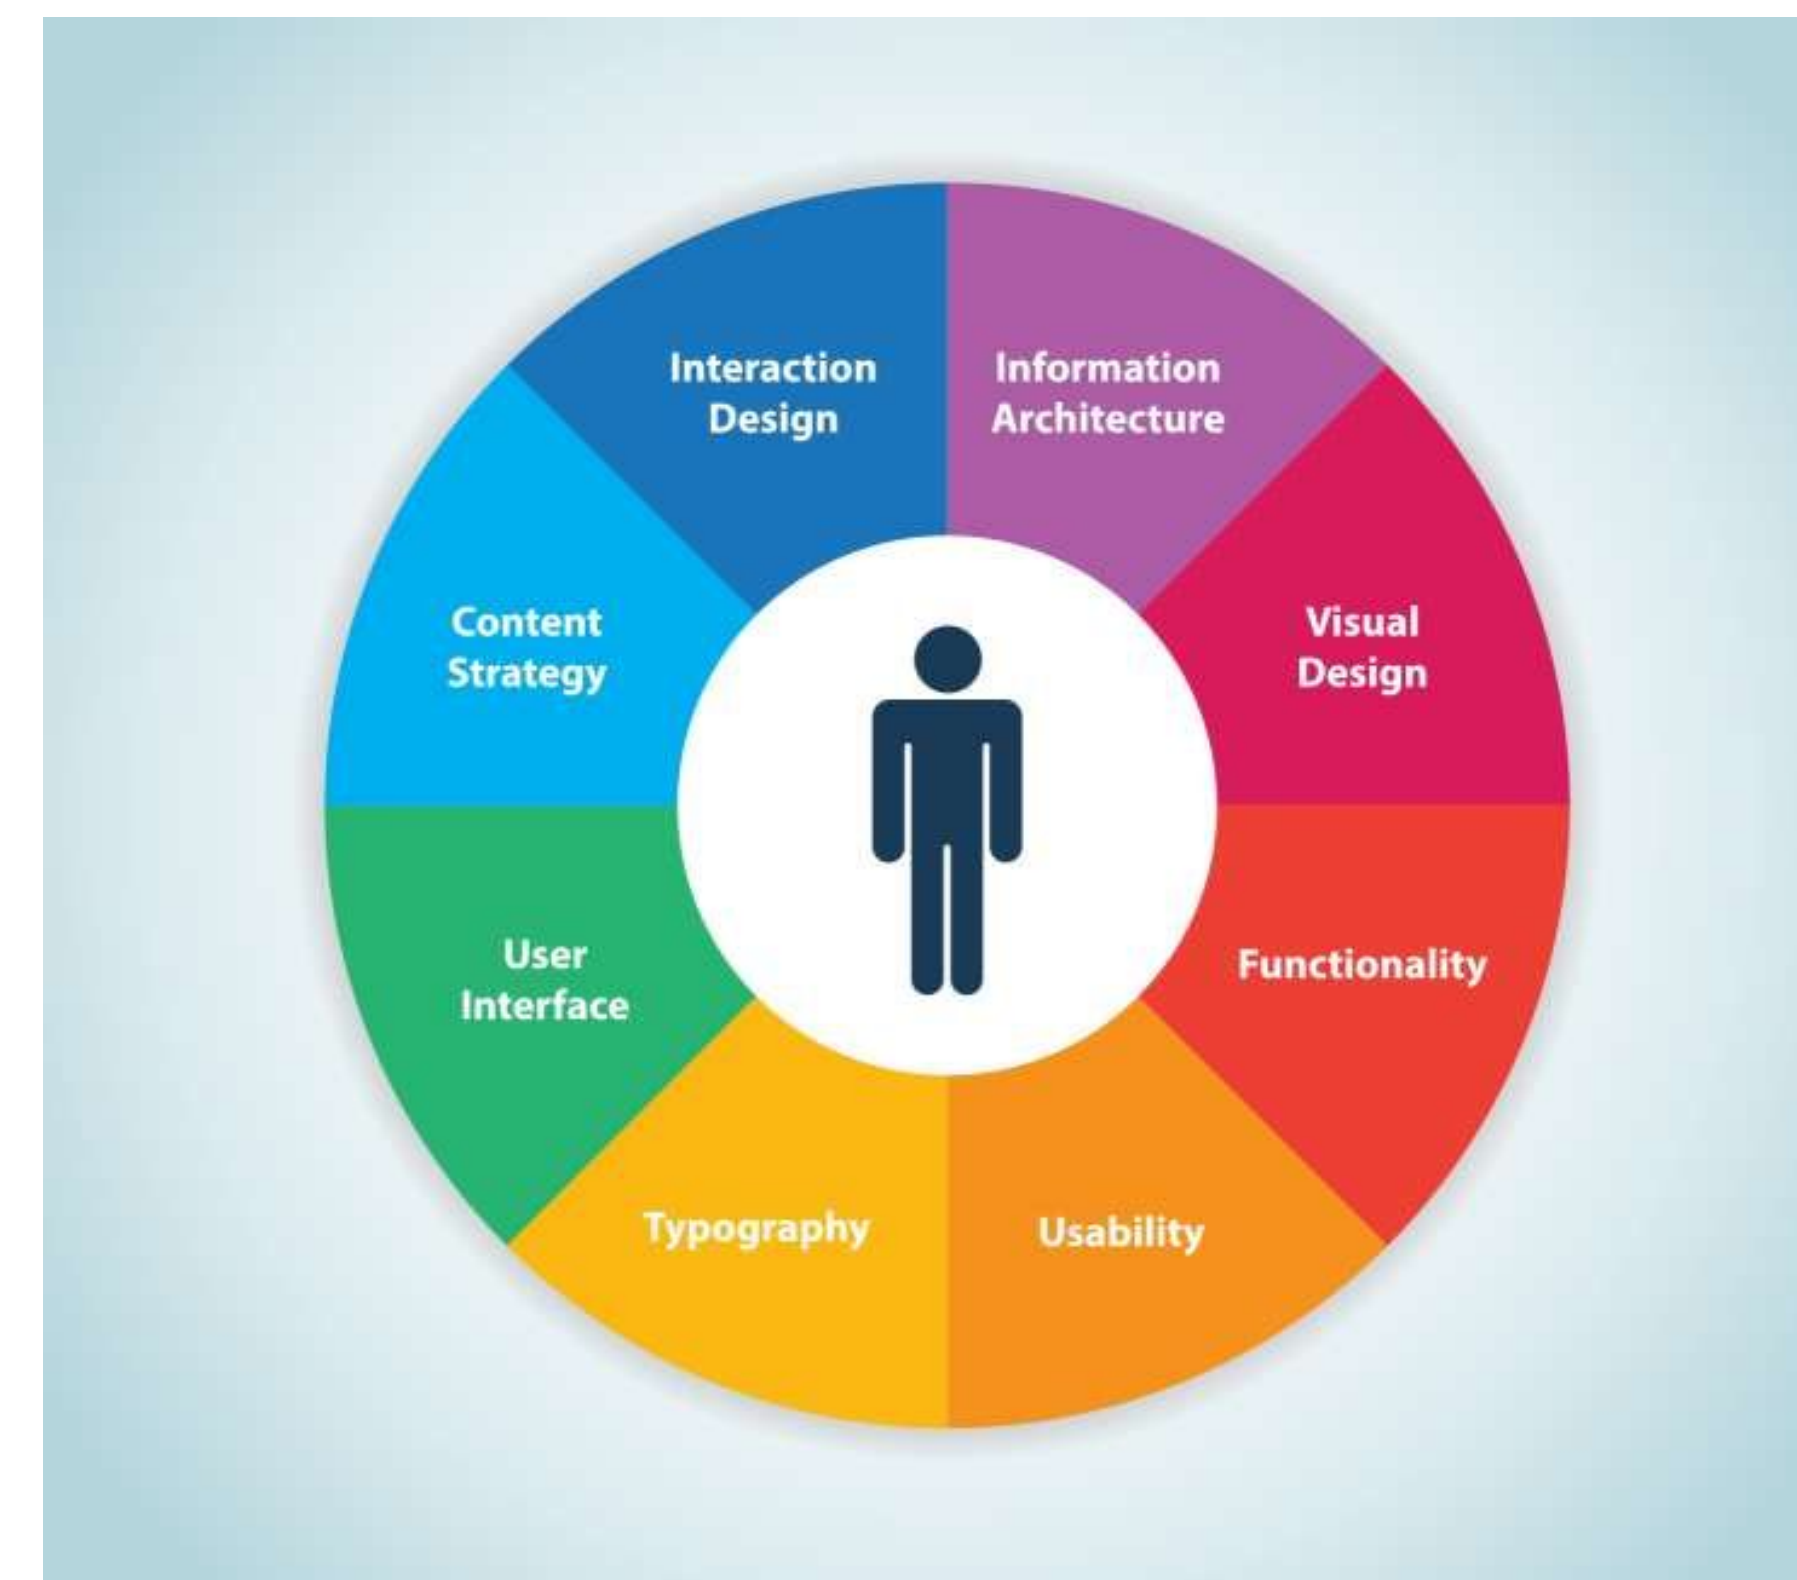 Interaction
Design
Information
Architecture
Content
Strategy
Visual
Design
User
Interface
Functionality
Typography
Usability